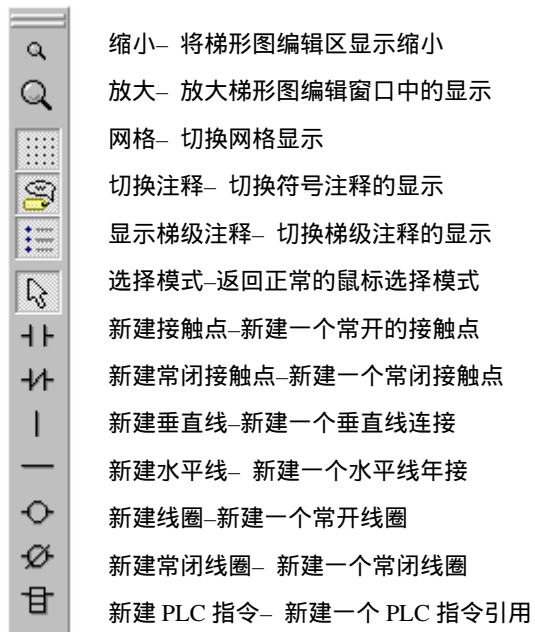 缩小– 将梯形图编辑区显示缩小
放大– 放大梯形图编辑窗口中的显示
网格– 切换网格显示
切换注释– 切换符号注释的显示
显示梯级注释– 切换梯级注释的显示
选择模式–返回正常的鼠标选择模式
新建接触点–新建一个常开的接触点
新建常闭接触点–新建一个常闭接触点
新建垂直线–新建一个垂直线连接
新建水平线– 新建一个水平线年接
新建线圈–新建一个常开线圈
新建常闭线圈– 新建一个常闭线圈
新建 PLC 指令– 新建一个 PLC 指令引用